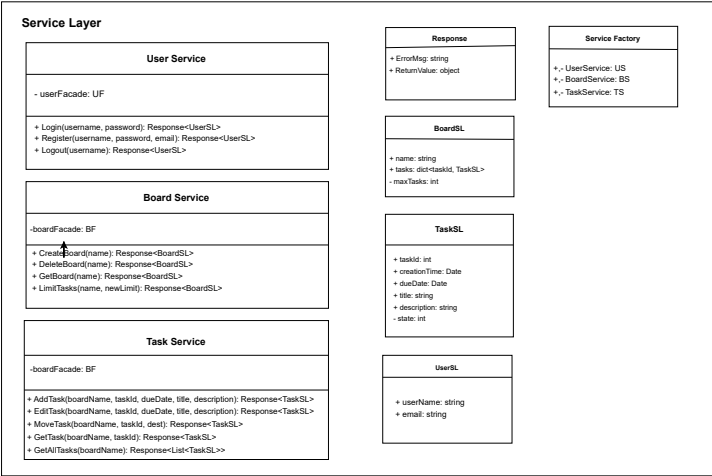 Service Layer
User Service
- userFacade: UF
+ Login(username, password): Response<UserSL>
+ Register(username, password, email): Response<UserSL>
+ Logout(username): Response<UserSL>
Board Service
-boardFacade: BF
+ CreateBoard(name): Response<BoardSL>
+ DeleteBoard(name): Response<BoardSL>
+ GetBoard(name): Response<BoardSL>
+ LimitTasks(name, newLimit): Response<BoardSL>
Task Service
-boardFacade: BF
+ AddTask(boardName, taskId, dueDate, title, description): Response<TaskSL>
+ EditTask(boardName, taskId, dueDate, title, description): Response<TaskSL>
+ MoveTask(boardName, taskId, dest): Response<TaskSL>
+ GetTask(boardName, taskId): Response<TaskSL>
+ GetAllTasks(boardName): Response<List<TaskSL>>
Response
+ ErrorMsg: string
+ ReturnValue: object
BoardSL
+ name: string
+ tasks: dict<taskId, TaskSL>
- maxTasks: int
TaskSL
+ taskId: int
+ creationTime: Date
+ dueDate: Date
+ title: string
+ description: string
- state: int
UserSL
+ userName: string
+ email: string
Service Factory
+,- UserService: US
+,- BoardService: BS
+,- TaskService: TS